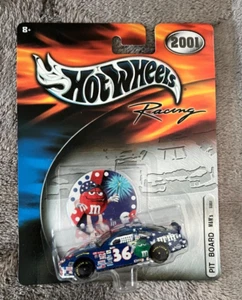 8+
2001
Hot Wheels
Racing
m
36
m&m's
PIT BOARD